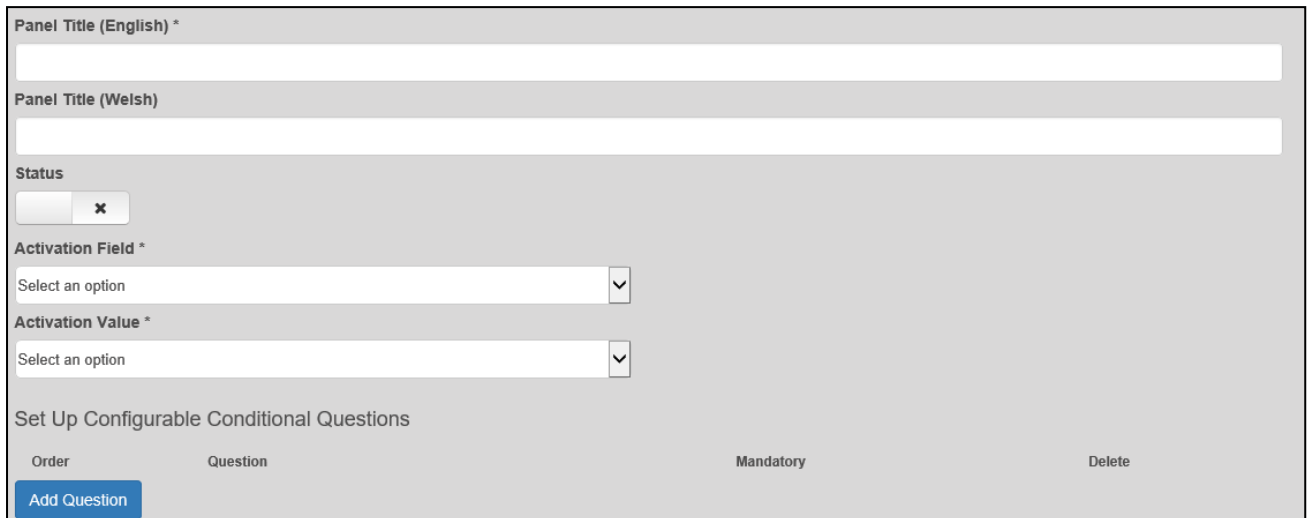 Panel Title (English) *
Panel Title (Welsh)
Status
Activation Field *
Select an option
Activation Value *
Select an option
Set Up Configurable Conditional Questions
Order Question Mandatory Delete
Add Question